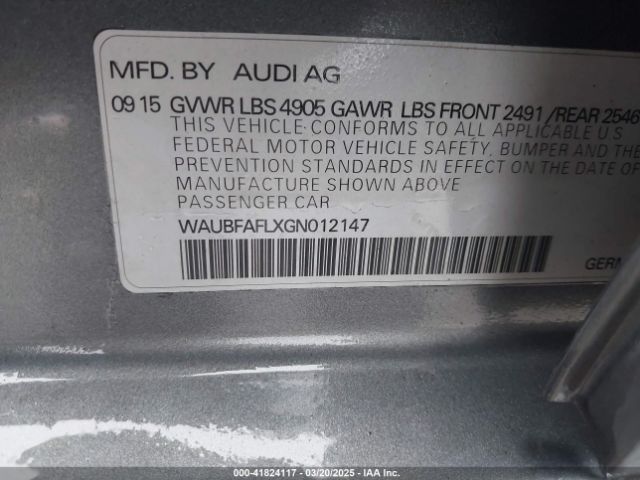 MFD. BY AUDI AG
09 15 GVWR LBS 4905 GAWR LBS FRONT 2491 /REAR 2546
THIS VEHICLE CONFORMS TO ALL APPLICABLE U S
FEDERAL MOTOR VEHICLE SAFETY, BUMPER AND THE
PREVENTION STANDARDS IN EFFECT ON THE DATE OF
MANUFACTURE SHOWN ABOVE
PASSENGER CAR
WAUBFAFLXGN012147
GERM
000-41824117 — 03/20/2025 — IAA, Inc.